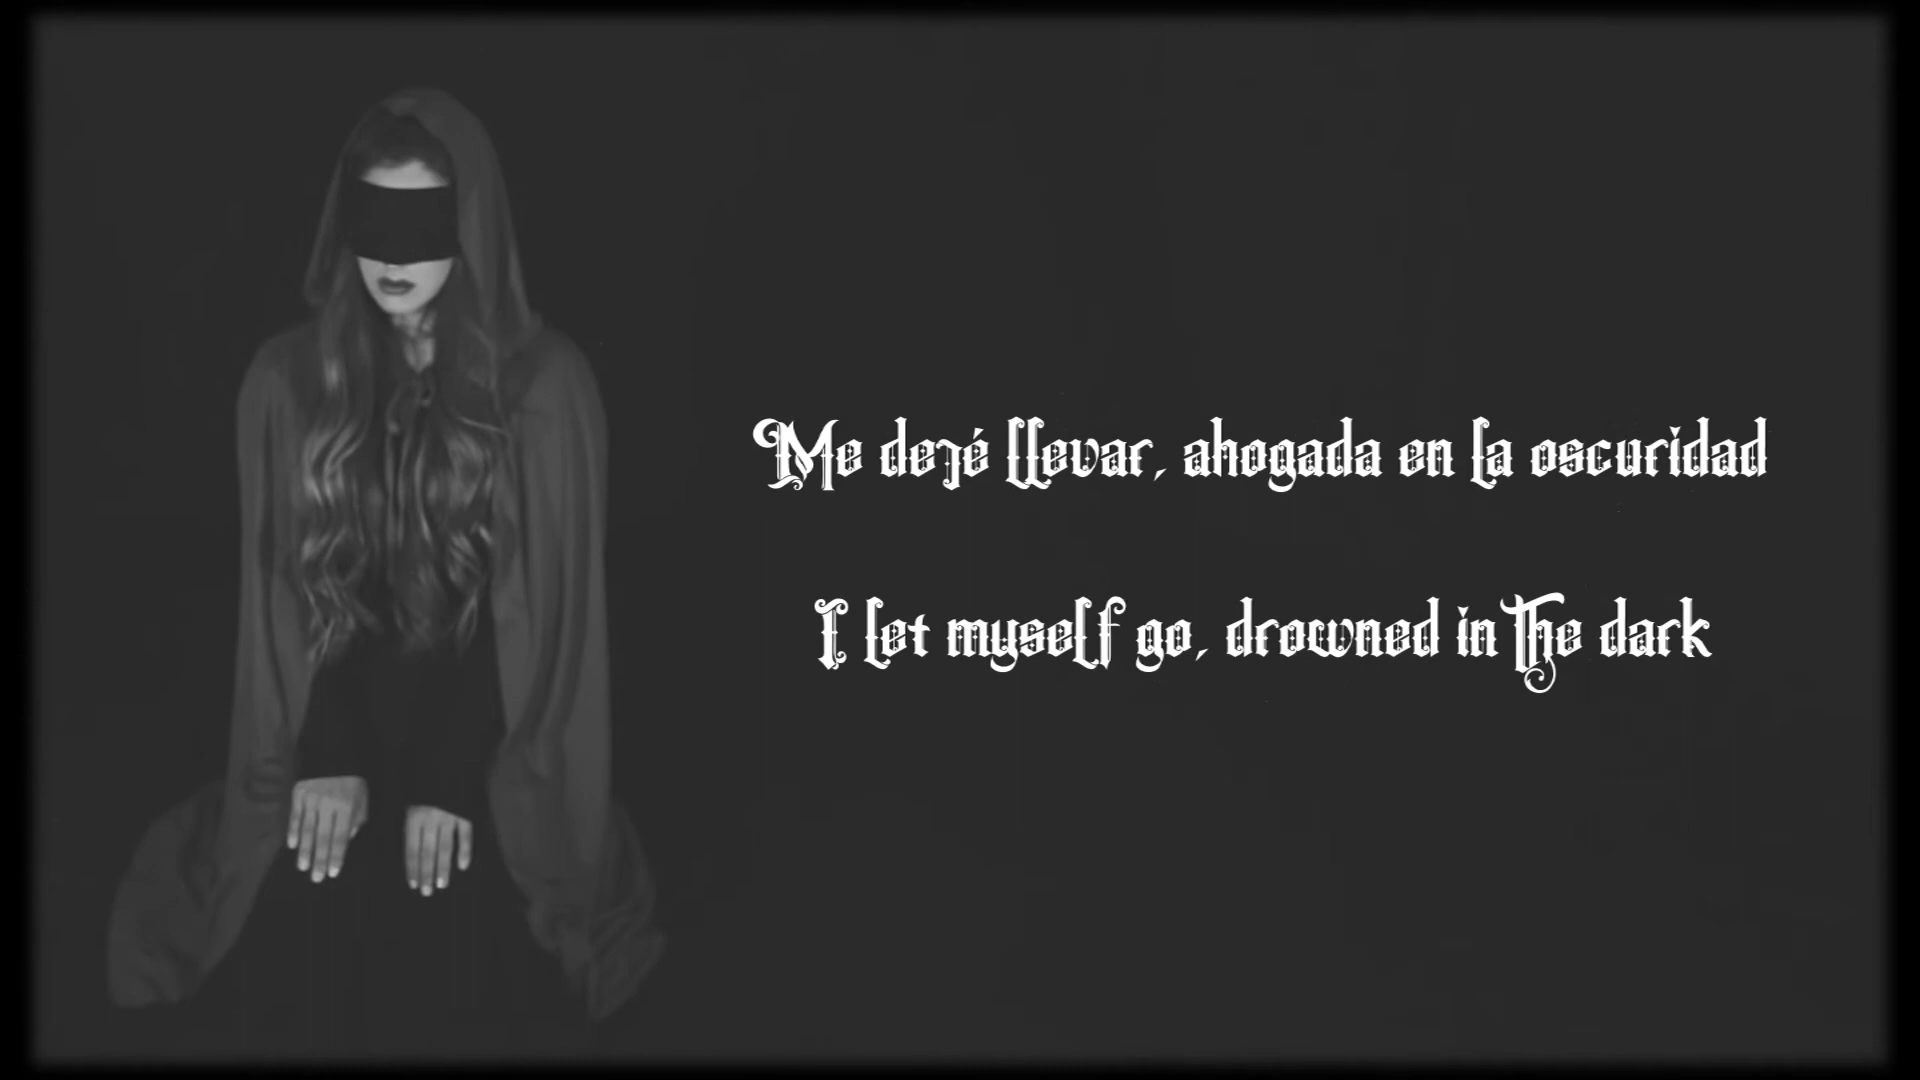 Me dejé llevar, ahogada en la oscuridad
I let myself go, drowned in the dark